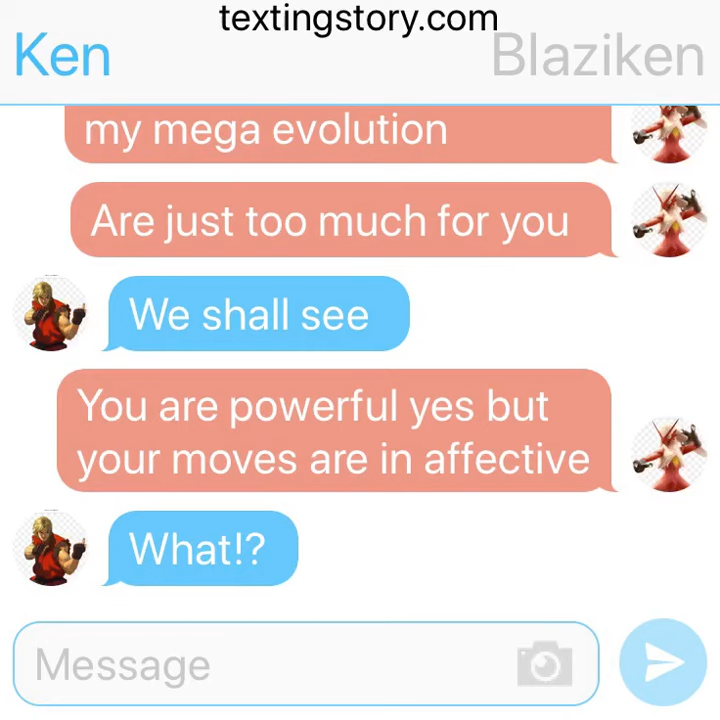 textingstory.com
Ken
Blaziken
my mega evolution
Are just too much for you
We shall see
You are powerful yes but
your moves are in affective
What!?
Message